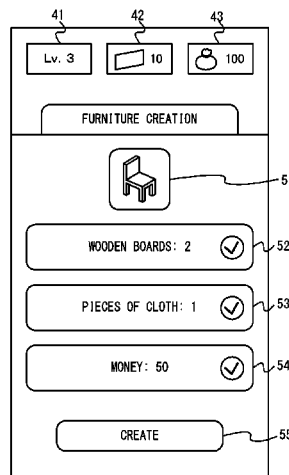 41 42 43
Lv. 3 10 100
FURNITURE CREATION
5
WOODEN BOARDS: 2 52
PIECES OF CLOTH: 1 53
MONEY: 50 54
CREATE 55